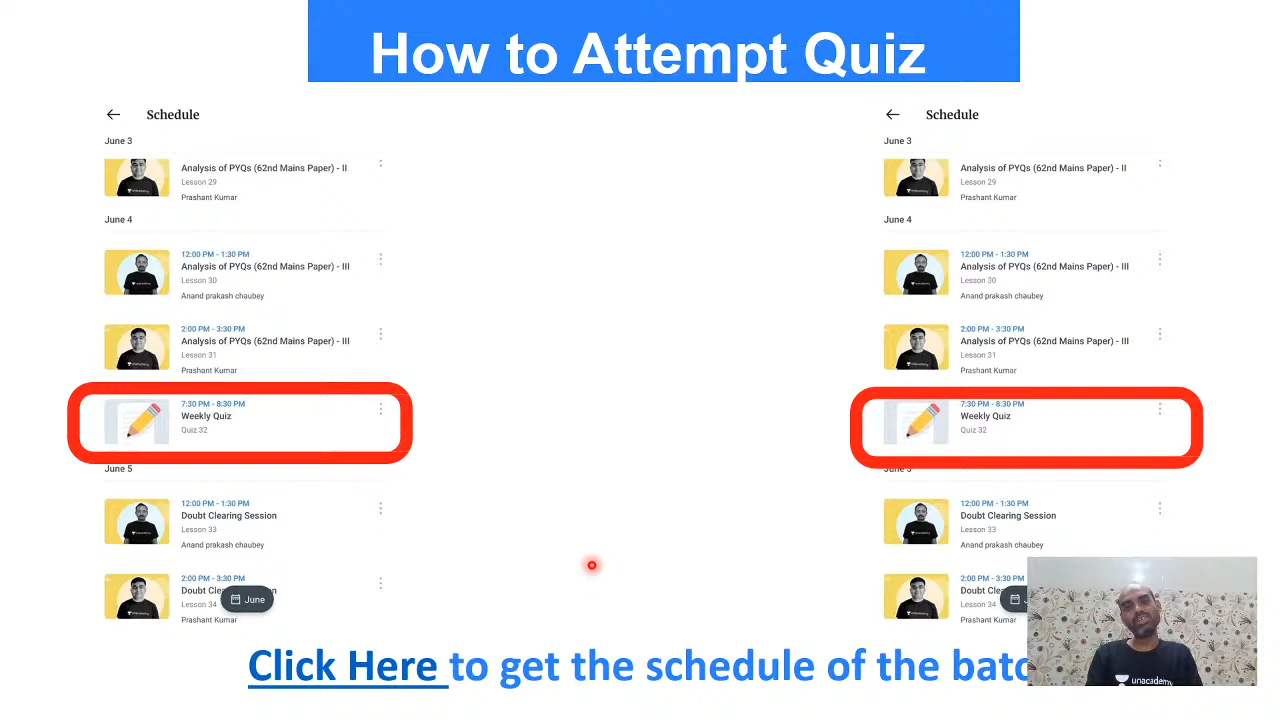 How to Attempt Quiz
Schedule
June 3
Analysis of PYQs (62nd Mains Paper) - II
Lesson 29
Prashant Kumar
June 4
12:00 PM - 1:30 PM
Analysis of PYQs (62nd Mains Paper) - III
Lesson 30
Anand prakash chaubey
2:00 PM - 3:30 PM
Analysis of PYQs (62nd Mains Paper) - III
Lesson 31
Prashant Kumar
7:30 PM - 8:30 PM
Weekly Quiz
Quiz 32
June 5
12:00 PM - 1:30 PM
Doubt Clearing Session
Lesson 33
Anand prakash chaubey
2:00 PM - 3:30 PM
Lesson 34
June
Prashant Kumar
Schedule
June 3
Analysis of PYQs (62nd Mains Paper) - II
Lesson 29
Prashant Kumar
June 4
12:00 PM - 1:30 PM
Analysis of PYQs (62nd Mains Paper) - III
Lesson 30
Anand prakash chaubey
2:00 PM - 3:30 PM
Analysis of PYQs (62nd Mains Paper) - III
Lesson 31
Prashant Kumar
7:30 PM - 8:30 PM
Weekly Quiz
Quiz 32
12:00 PM - 1:30 PM
Doubt Clearing Session
Lesson 33
Anand prakash chaubey
2:00 PM - 3:30
Lesson 34
Prashant Kumar
Click Here to get the schedule of the
unacademy